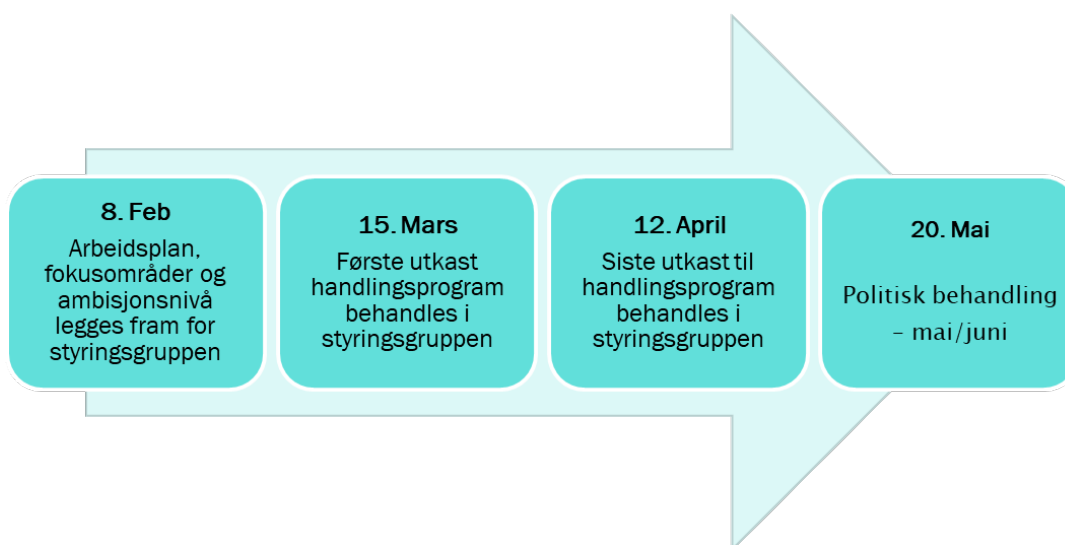 8. Feb
Arbeidsplan,
fokusområder og
ambisjonsnivå
legges fram for
styringsgruppen
15. Mars
Første utkast
handlingsprogram
behandles i
styringsgruppen
12. April
Siste utkast til
handlingsprogram
behandles i
styringsgruppen
20. Mai
Politisk behandling
– mai/juni